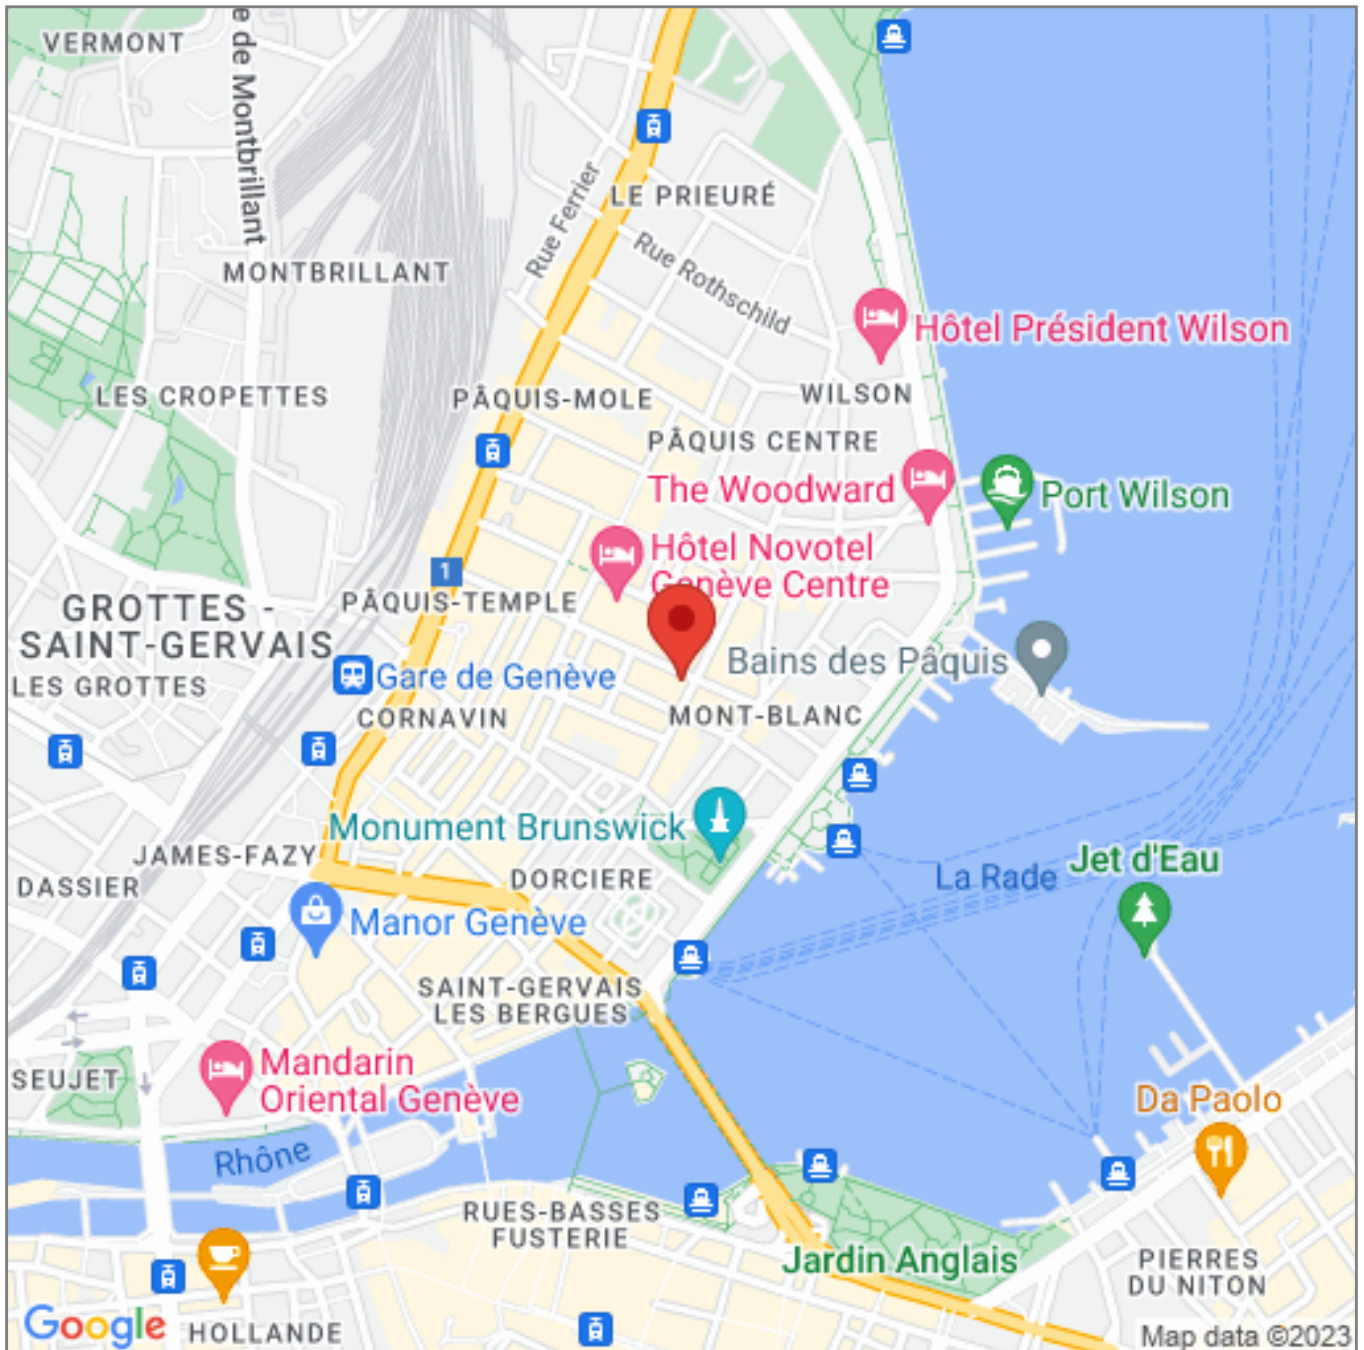 VERMONT
e de Montbrillant
LE PRIEURÉ
Rue Ferrier
Rue Rothschild
MONTBRILLANT
Hôtel Président Wilson
LES CROPETTES
PÂQUIS-MOLE
WILSON
PÂQUIS CENTRE
The Woodward
Port Wilson
Hôtel Novotel
Genève Centre
1
PÂQUIS-TEMPLE
GROTTES -
SAINT-GERVAIS
LES GROTTES
Gare de Genève
Bains des Pâquis
CORNAVIN
MONT-BLANC
Monument Brunswick
JAMES-FAZY
DASSIER
DORCIERE
La Rade
Jet d'Eau
Manor Genève
SAINT-GERVAIS
LES BERGUES
SEUJET
Mandarin
Oriental Genève
Da Paolo
Rhône
RUES-BASSES
FUSTERIE
Jardin Anglais
PIERRES
DU NITON
Google
HOLLANDE
Map data ©2023